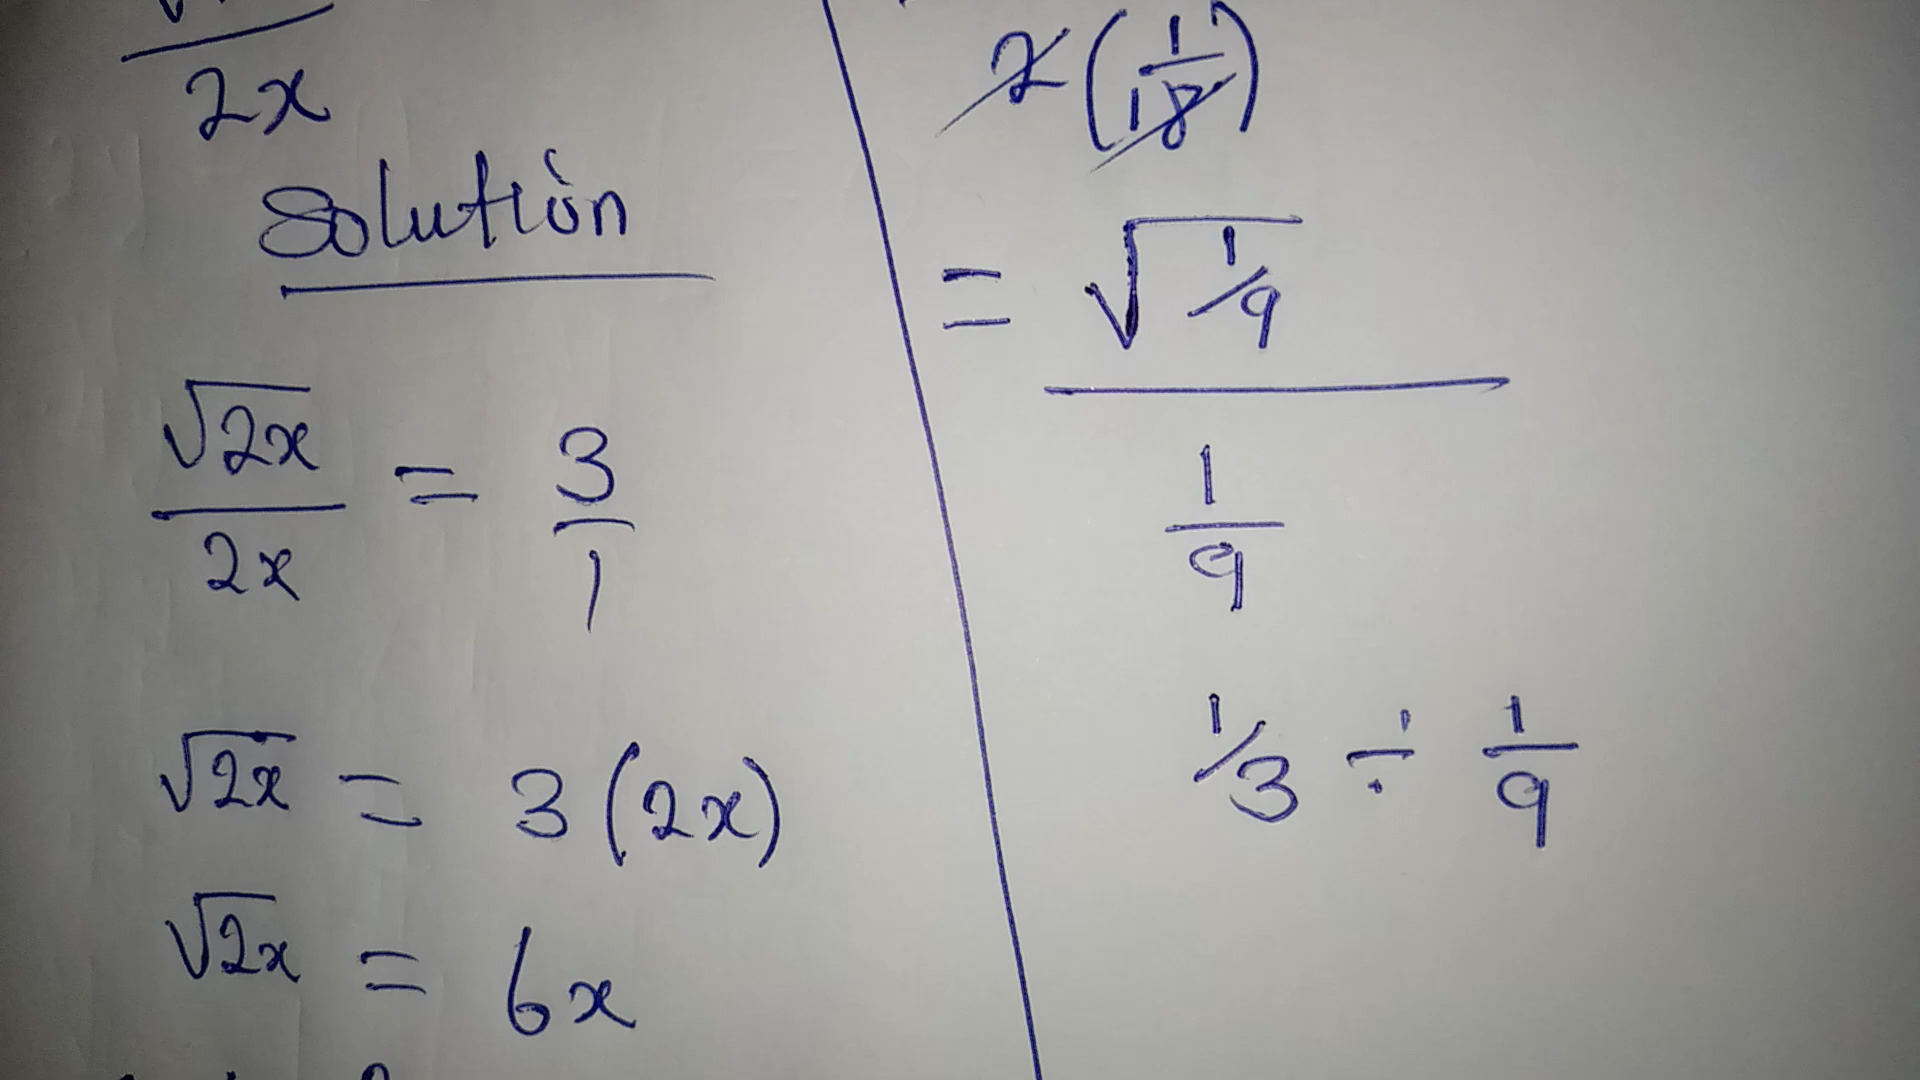 2x
Solution
√2x / 2x = 3/1
√2x = 3(2x)
√2x = 6x
2(1/18)
= √1/9
1/9
1/3 ÷ 1/9